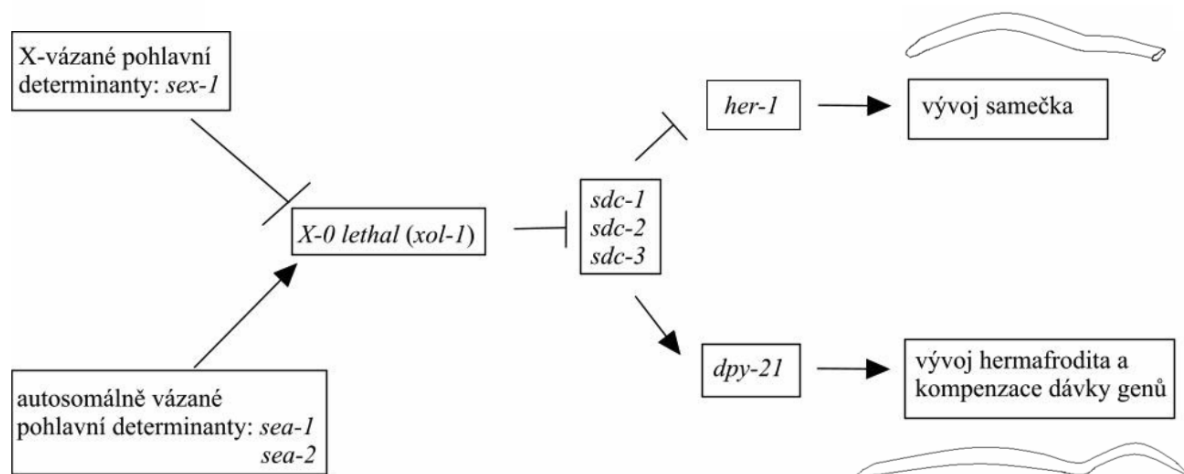 X-vázané pohlavní
determinanty: sex-1
her-1
vývoj samečka
X-0 lethal (xol-1)
sdc-1
sdc-2
sdc-3
autosomálně vázané
pohlavní determinanty: sea-1
sea-2
dpy-21
vývoj hermafrodita a
kompenzace dávky genů